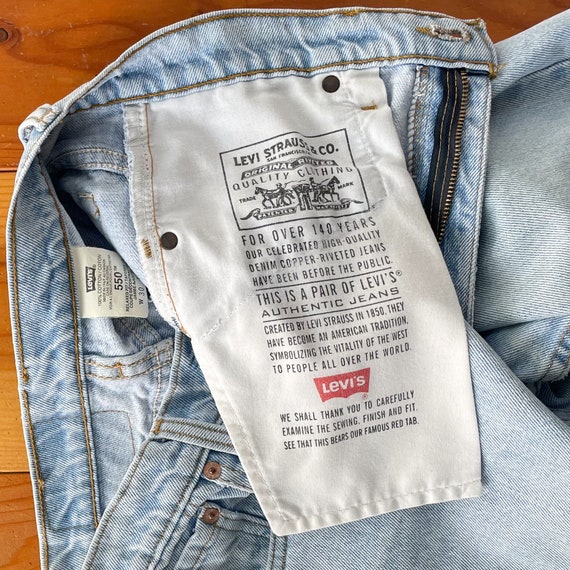 LEVI STRAUSS & CO.
SAN FRANCISCO
ORIGINAL RIVETED
QUALITY CLOTHING
TRADE MARK
FOR OVER 140 YEARS
OUR CELEBRATED HIGH-QUALITY
DENIM COPPER-RIVETED JEANS
HAVE BEEN BEFORE THE PUBLIC.
THIS IS A PAIR OF LEVI'S®
AUTHENTIC JEANS
CREATED BY LEVI STRAUSS IN 1850, THEY
HAVE BECOME AN AMERICAN TRADITION,
SYMBOLIZING THE VITALITY OF THE WEST
TO PEOPLE ALL OVER THE WORLD.
LEVI'S
WE SHALL THANK YOU TO CAREFULLY
EXAMINE THE SEWING, FINISH AND FIT.
SEE THAT THIS BEARS OUR FAMOUS RED TAB.
Levi's
100% COTTON
550™